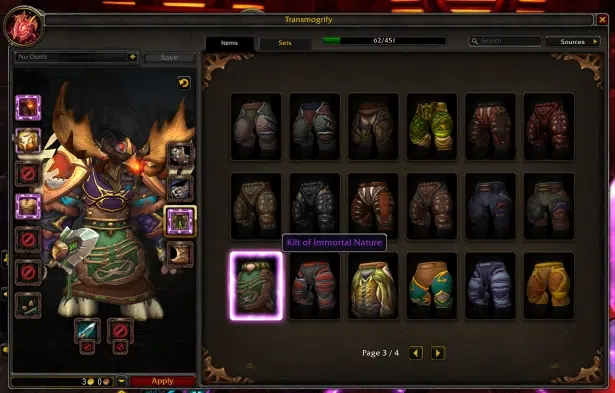 Transmogrify
Items
Sets
62/451
Search
Sources
No Outfit
Save
Kilt of Immortal Nature
Page 3 / 4
3 0
Apply